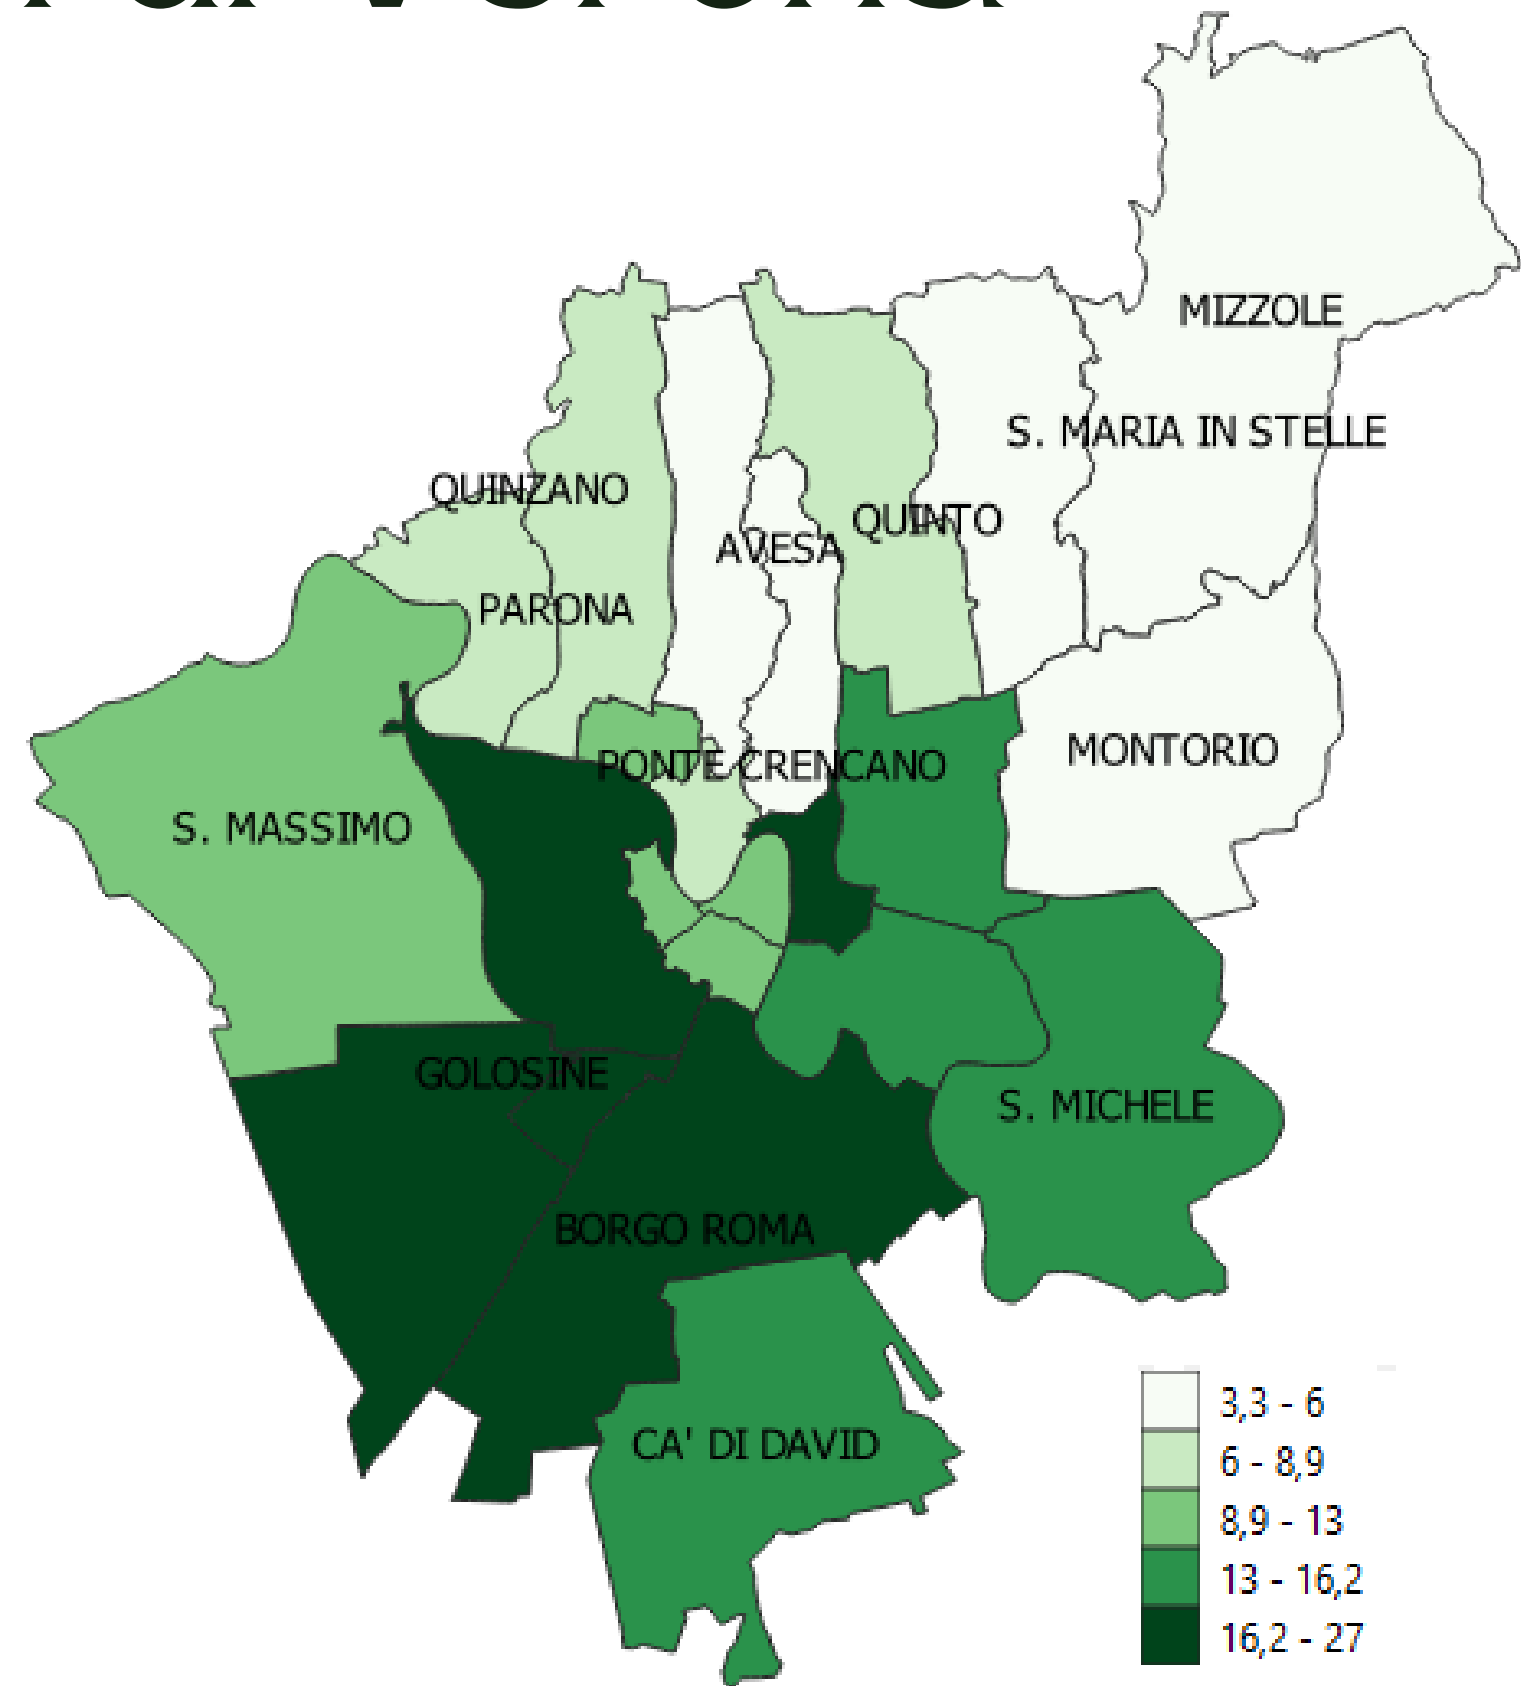 MIZZOLE
S. MARIA IN STELLE
QUINZANO
QUINTO
AVESA
PARONA
MONTORIO
PONTE CRENCANO
S. MASSIMO
GOLOSINE
S. MICHELE
BORGO ROMA
CA' DI DAVID
3,3 - 6
6 - 8,9
8,9 - 13
13 - 16,2
16,2 - 27